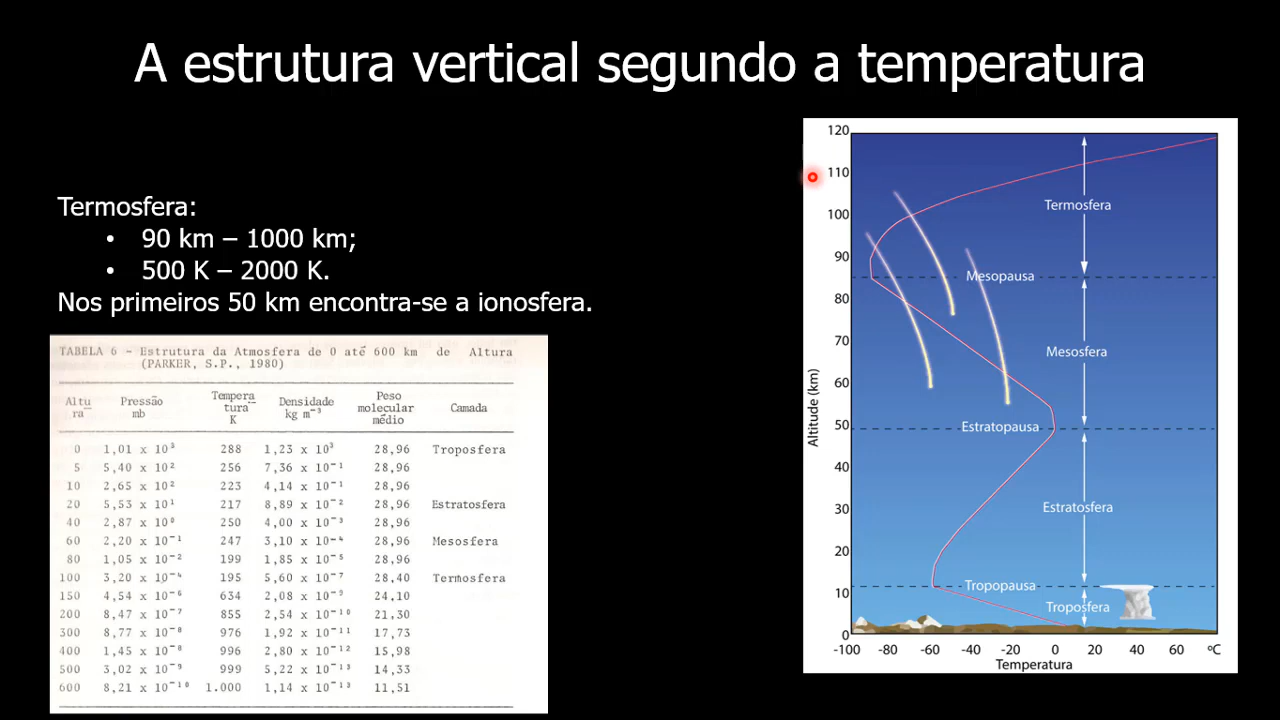 A estrutura vertical segundo a temperatura
Termosfera:
• 90 km – 1000 km;
• 500 K – 2000 K.
Nos primeiros 50 km encontra-se a ionosfera.
TABELA 6 - Estrutura da Atmosfera de 0 até 600 km de Altura
(PARKER, S.P., 1980)
Altu ra Pressão mb Tempera tura K Densidade kg m⁻³ Peso molecular médio Camada
0 1,01 x 10³ 288 1,23 x 10³ 28,96 Troposfera
5 5,40 x 10² 256 7,36 x 10⁻¹ 28,96
10 2,65 x 10² 223 4,14 x 10⁻¹ 28,96
20 5,53 x 10¹ 217 8,89 x 10⁻² 28,96 Estratosfera
40 2,87 x 10⁰ 250 4,00 x 10⁻³ 28,96
60 2,20 x 10⁻¹ 247 3,10 x 10⁻⁴ 28,96 Mesosfera
80 1,05 x 10⁻² 199 1,85 x 10⁻⁵ 28,96
100 3,20 x 10⁻⁴ 195 5,60 x 10⁻⁷ 28,40 Termosfera
150 4,54 x 10⁻⁶ 634 2,08 x 10⁻⁹ 24,10
200 8,47 x 10⁻⁷ 855 2,54 x 10⁻¹⁰ 21,30
300 8,77 x 10⁻⁸ 976 1,92 x 10⁻¹¹ 17,73
400 1,45 x 10⁻⁸ 996 2,80 x 10⁻¹² 15,98
500 3,02 x 10⁻⁹ 999 5,22 x 10⁻¹³ 14,33
600 8,21 x 10⁻¹⁰ 1.000 1,14 x 10⁻¹³ 11,51
120
110
Termosfera
100
90
Mesopausa
80
70
Mesosfera
60
50
Estratopausa
40
30
Estratosfera
20
Tropopausa
10
Troposfera
0
Altitude (km)
-100 -80 -60 -40 -20 0 20 40 60 ºC
Temperatura